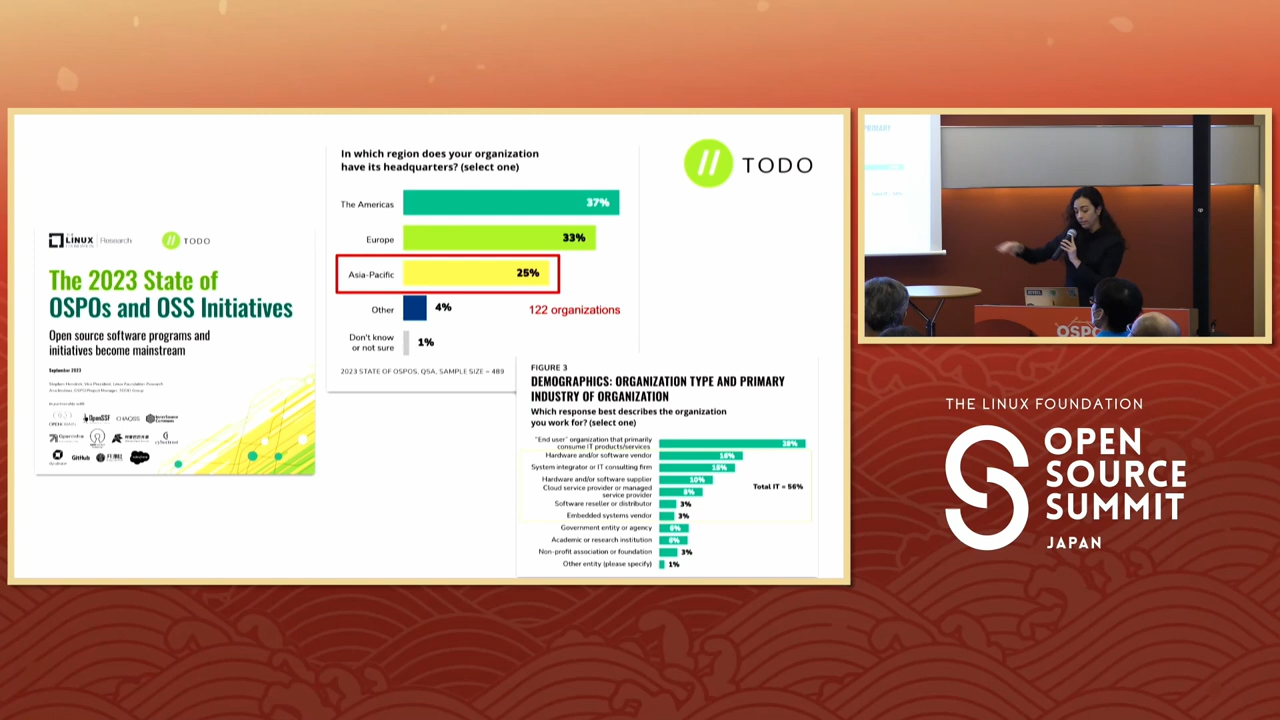 THE LINUX FOUNDATION
Research
TODO
The 2023 State of
OSPOs and OSS Initiatives
Open source software programs and
initiatives become mainstream
September 2023
OpenSSF
CHAOSS
GitHub
In which region does your organization
have its headquarters? (select one)
The Americas 37%
Europe 33%
Asia-Pacific 25%
Other 4%
122 organizations
Don't know
or not sure 1%
2023 STATE OF OSPOS, Q5A, SAMPLE SIZE = 489
TODO
FIGURE 3
DEMOGRAPHICS: ORGANIZATION TYPE AND PRIMARY
INDUSTRY OF ORGANIZATION
Which response best describes the organization
you work for? (select one)
"End user" organization that primarily
consume IT products/services 28%
Hardware and/or software vendor 16%
System integrator or IT consulting firm
Hardware and/or software supplier 10%
Cloud service provider or managed
service provider 8%
Total IT = 56%
Software reseller or distributor 3%
Embedded systems vendor 3%
Government entity or agency
Academic or research institution
Non-profit association or foundation 3%
Other entity (please specify) 1%
THE LINUX FOUNDATION
OPEN
SOURCE
SUMMIT
JAPAN